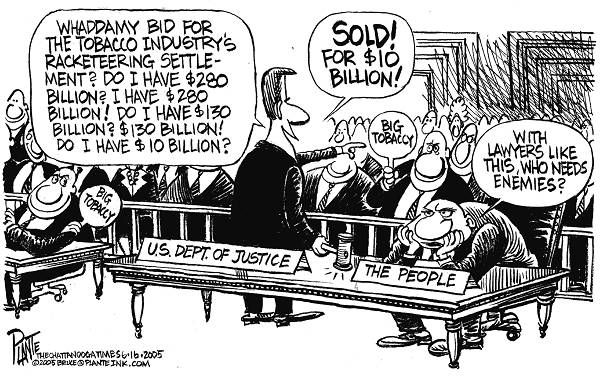 WHADDAMY BID FOR
THE TOBACCO INDUSTRY'S
RACKETEERING SETTLE-
MENT? DO I HAVE $280
BILLION? I HAVE $280
BILLION! DO I HAVE $130
BILLION? $130 BILLION!
DO I HAVE $10 BILLION?
SOLD!
FOR $10
BILLION!
BIG
TOBACCY
WITH
LAWYERS LIKE
THIS, WHO NEEDS
ENEMIES?
BIG
TOBACCY
U.S. DEPT. OF JUSTICE
THE PEOPLE
PLANTE
THE CHATTANOOGA TIMES 6·16·2005
©2005 BRUCE@PLANTEINK.COM